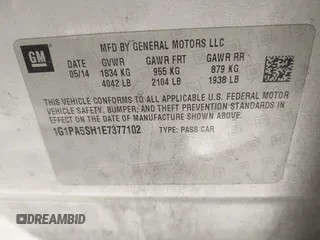 GM
MFD BY GENERAL MOTORS LLC
DATE GVWR GAWR FRT GAWR RR
05/14 1834 KG 955 KG 879 KG
4042 LB 2104 LB 1938 LB
THIS VEHICLE CONFORMS TO ALL APPLICABLE U.S. FEDERAL MOTOR
VEHICLE SAFETY, BUMPER, AND THEFT PREVENTION STANDARDS
IN EFFECT ON THE DATE OF MANUFACTURE SHOWN ABOVE.
1G1PA5SH1E7377102 TYPE: PASS CAR
DREAMBID